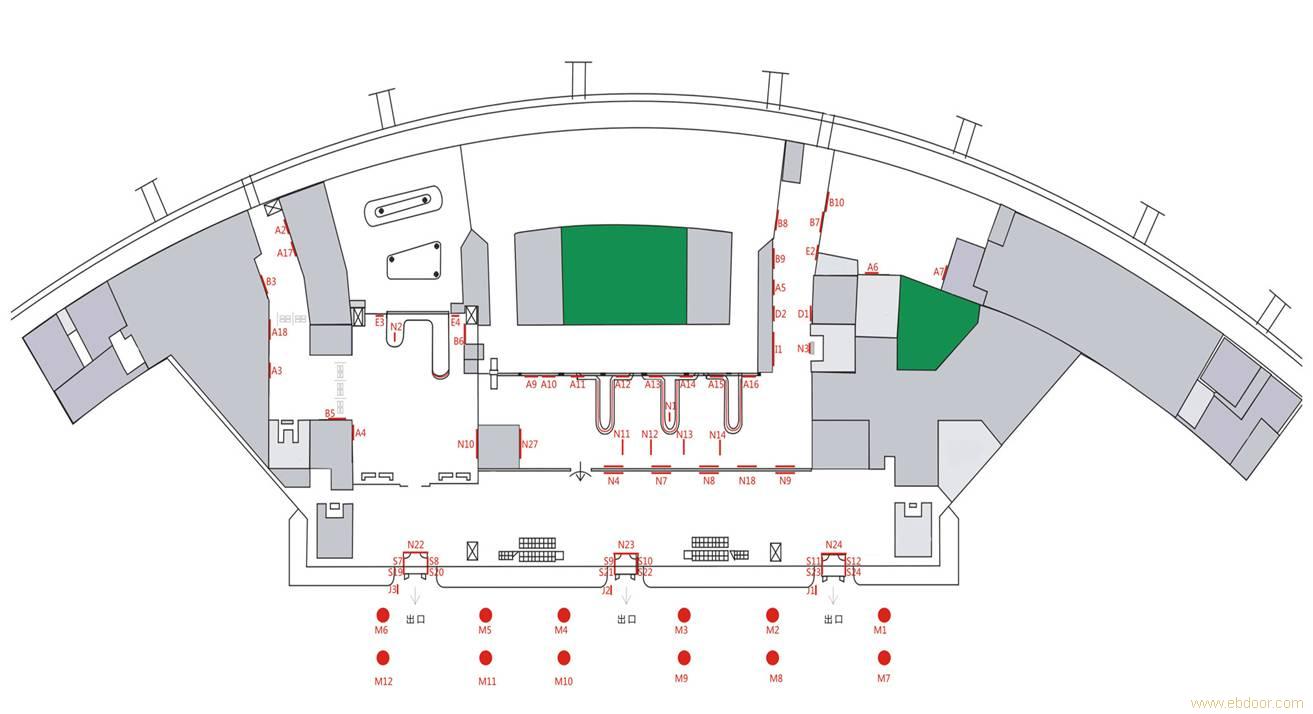 B10
A2
B8
B7
A17
E2
B9
A6
A7
B3
A5
D2
D1
E3
N2
E4
A18
B6
I1
N3
A3
A9
A10
A11
A12
A13
A14
A15
A16
N1
B5
A4
N10
N27
N11
N12
N13
N14
N4
N7
N8
N18
N9
N22
N23
N24
S7
S8
S9
S10
S11
S12
S19
S20
S21
S22
S23
S24
J3
J2
J1
出口
出口
出口
M6
M5
M4
M3
M2
M1
M12
M11
M10
M9
M8
M7
www.ebdoor.com